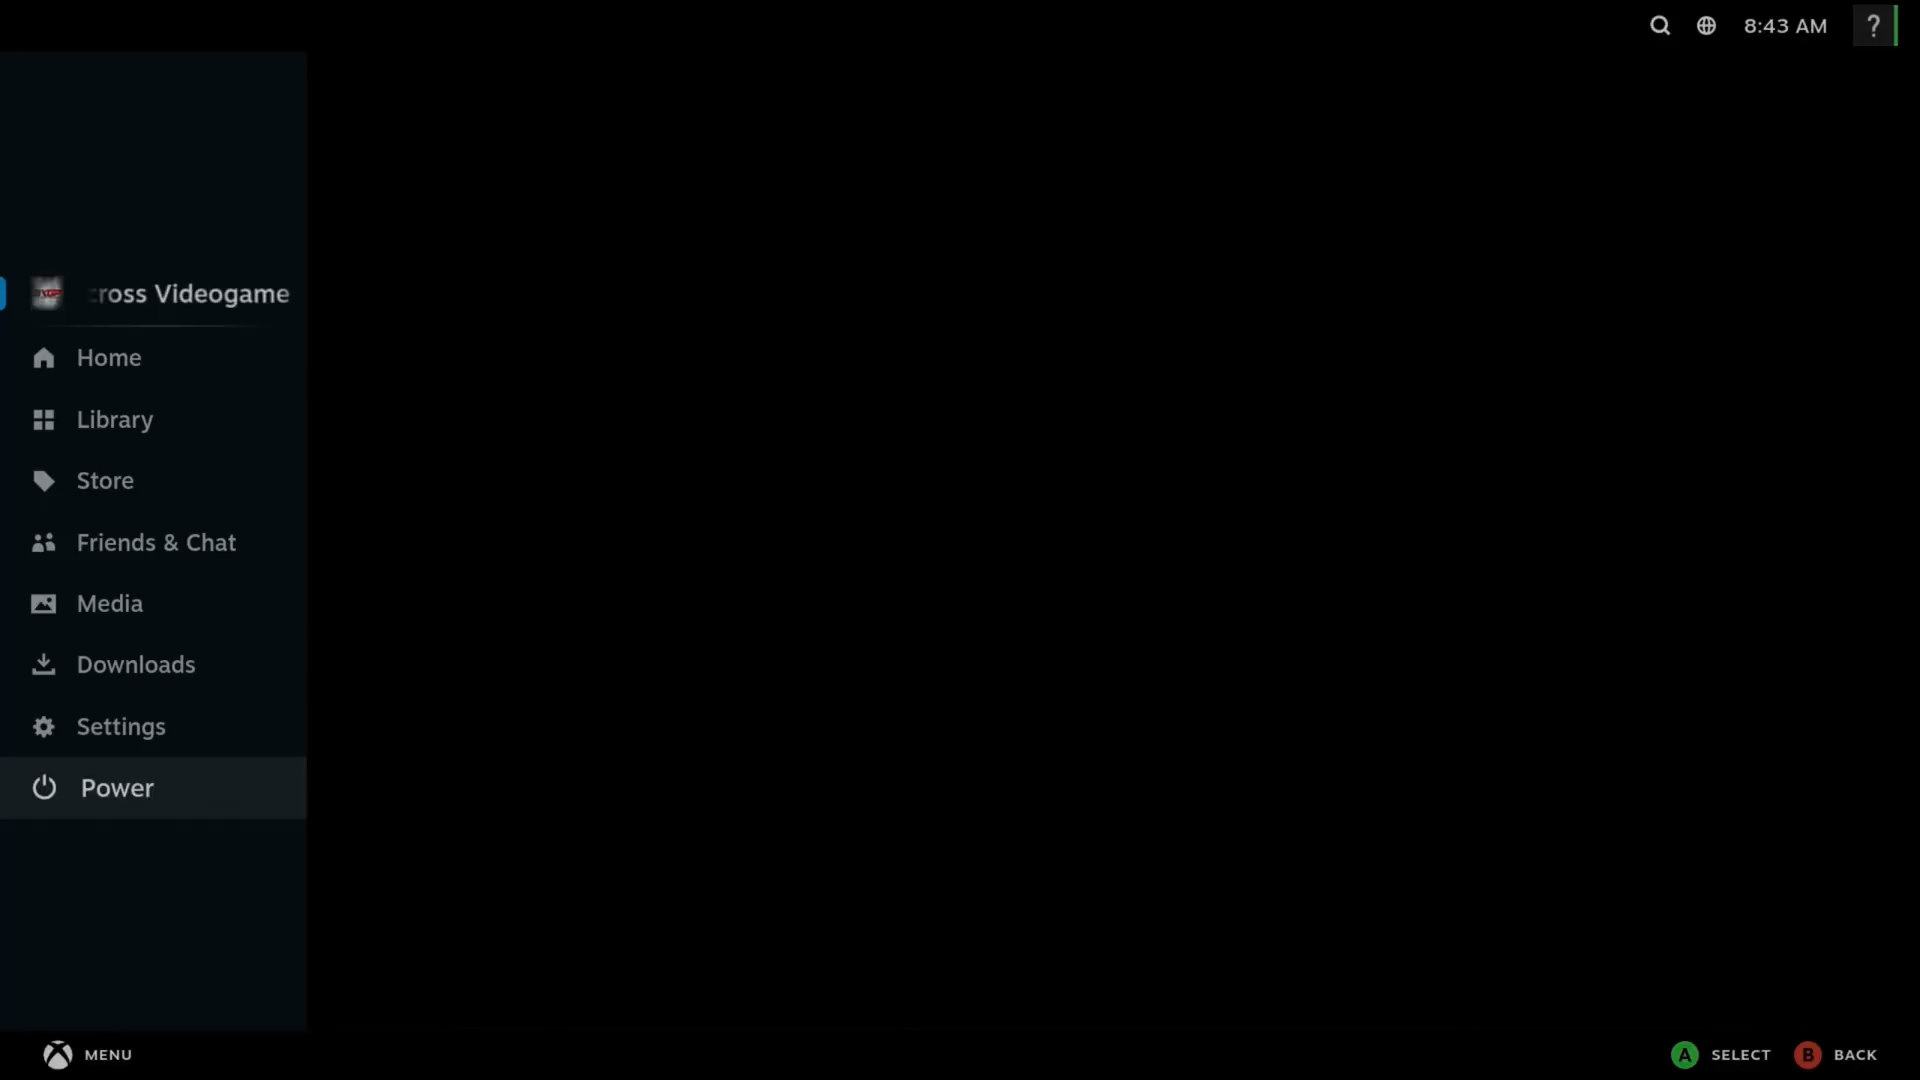 8:43 AM
?
ross Videogame
Home
Library
Store
Friends & Chat
Media
Downloads
Settings
Power
MENU
A SELECT B BACK